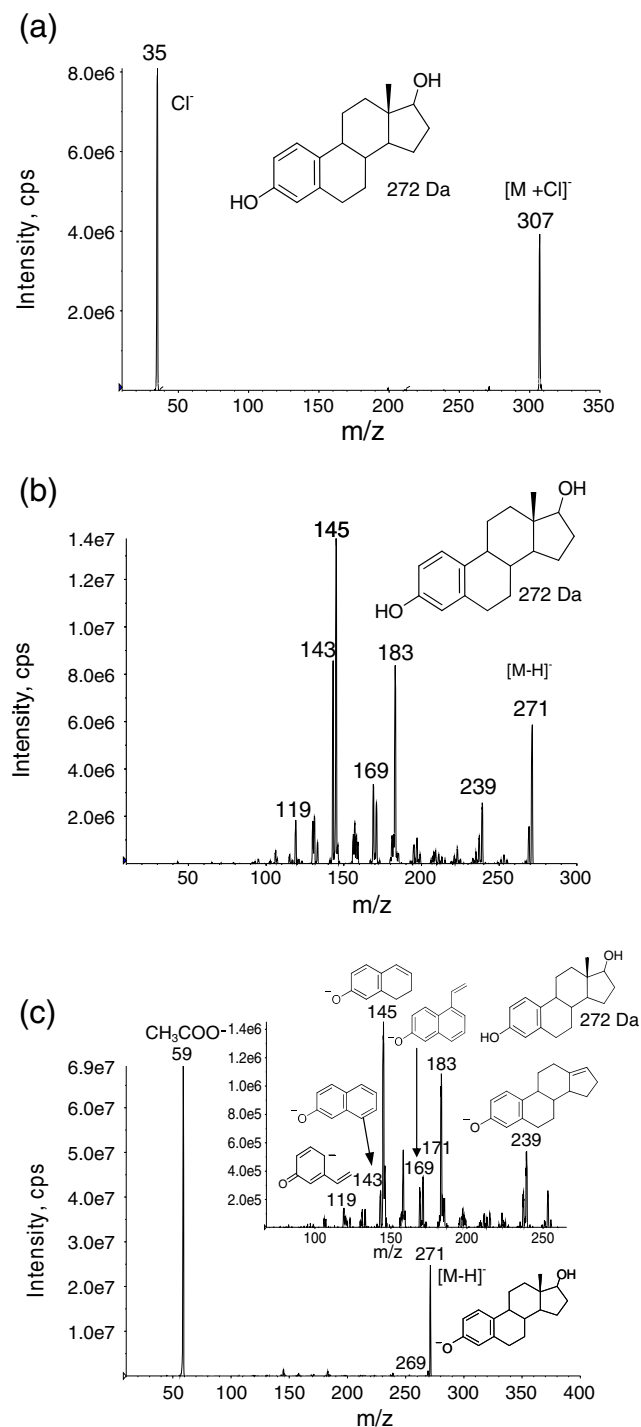 (a)
35
8.0e6
Cl-
OH
HO
272 Da
[M +Cl]-
307
6.0e6
4.0e6
2.0e6
Intensity, cps
50
100
150
200
250
300
350
m/z
(b)
OH
HO
272 Da
145
1.4e7
1.2e7
1.0e7
8.0e6
6.0e6
4.0e6
2.0e6
Intensity, cps
143
183
[M-H]-
271
169
239
119
50
100
150
200
250
300
m/z
(c)
OH
HO
272 Da
-O
145
-O
CH3COO-
59
1.4e6
1.2e6
1.0e6
8.0e5
6.0e5
4.0e5
2.0e5
183
-O
143
-O
239
171
169
O
-
119
100
150
200
250
m/z
6.9e7
6.0e7
5.0e7
4.0e7
3.0e7
2.0e7
1.0e7
Intensity, cps
271
[M-H]-
OH
-O
269
50
100
150
200
250
300
350
400
m/z